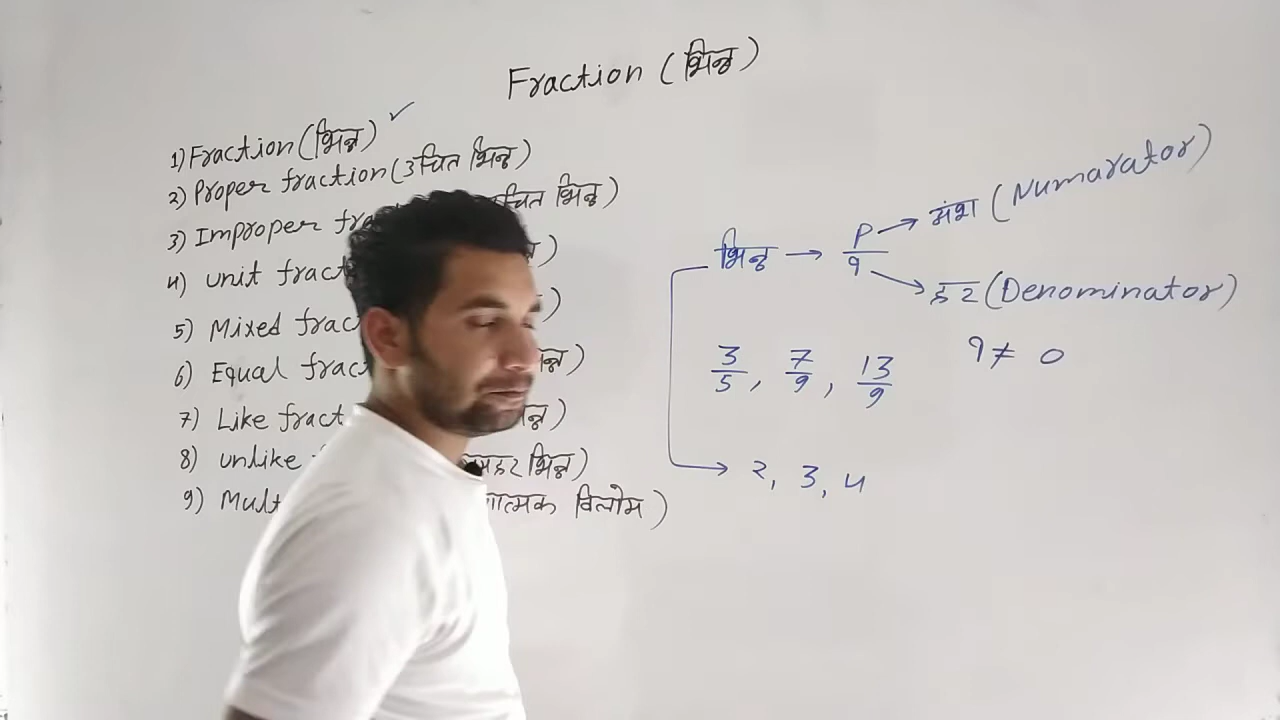 Fraction (भिन्न)
1) Fraction (भिन्न) ✓
2) Proper fraction (उचित भिन्न)
3) Improper fra चित भिन्न)
4) unit fract )
5) Mixed frac )
6) Equal fract न्न)
7) Like fract न्न)
8) unlike महर भिन्न)
9) Mult ात्मक विलोम)
भिन्न → P/q
→ अंश (Numarator)
→ हर (Denominator)
q ≠ 0
3/5, 7/9, 13/9
→ 2, 3, 4